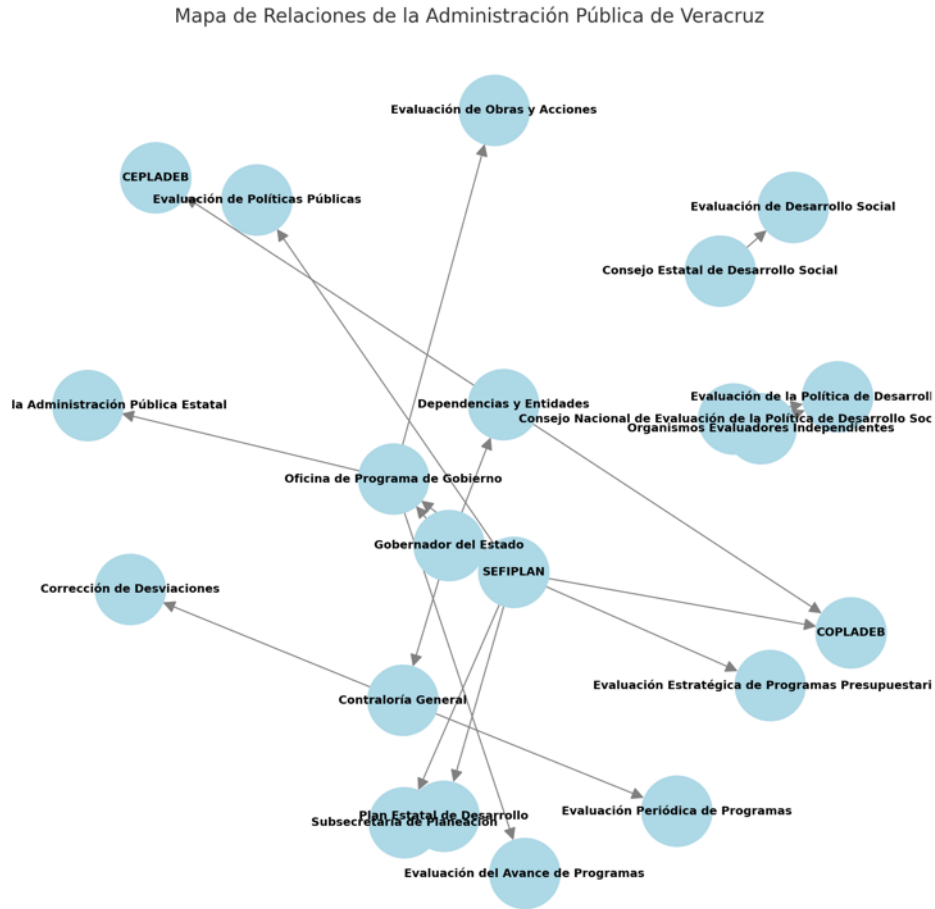 Mapa de Relaciones de la Administración Pública de Veracruz
Evaluación de Obras y Acciones
CEPLADEB
Evaluación de Políticas Públicas
Evaluación de Desarrollo Social
Consejo Estatal de Desarrollo Social
la Administración Pública Estatal
Dependencias y Entidades
Evaluación de la Política de Desarroll
Consejo Nacional de Evaluación de la Política de Desarrollo Soc
Organismos Evaluadores Independientes
Oficina de Programa de Gobierno
Gobernador del Estado
SEFIPLAN
Corrección de Desviaciones
COPLADEB
Evaluación Estratégica de Programas Presupuestari
Contraloría General
Plan Estatal de Desarrollo
Subsecretaría de Planeación
Evaluación Periódica de Programas
Evaluación del Avance de Programas